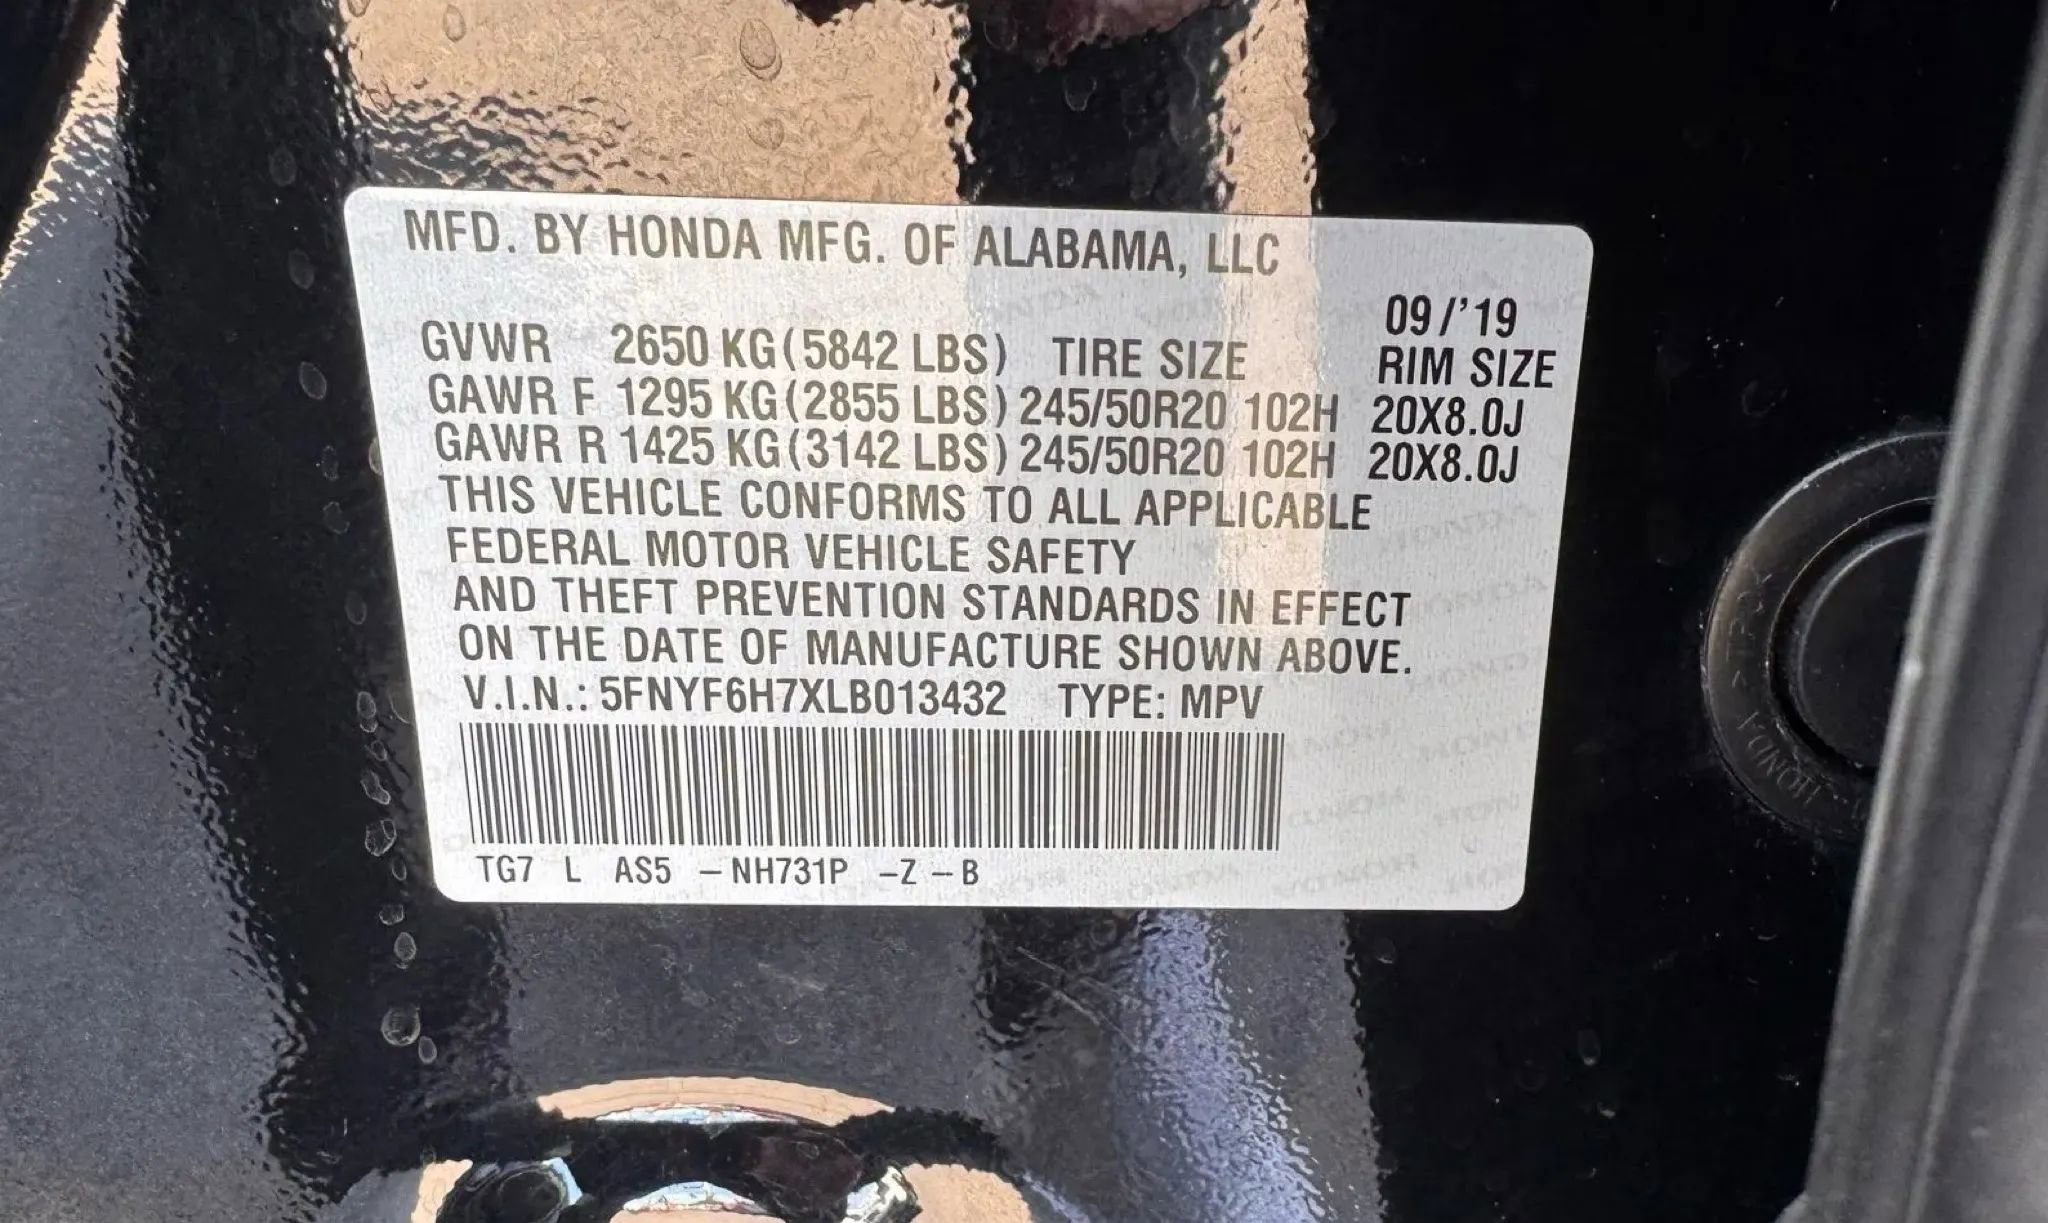 MFD. BY HONDA MFG. OF ALABAMA, LLC
09/'19
GVWR 2650 KG (5842 LBS) TIRE SIZE RIM SIZE
GAWR F 1295 KG (2855 LBS) 245/50R20 102H 20X8.0J
GAWR R 1425 KG (3142 LBS) 245/50R20 102H 20X8.0J
THIS VEHICLE CONFORMS TO ALL APPLICABLE
FEDERAL MOTOR VEHICLE SAFETY
AND THEFT PREVENTION STANDARDS IN EFFECT
ON THE DATE OF MANUFACTURE SHOWN ABOVE.
V.I.N.: 5FNYF6H7XLB013432 TYPE: MPV
TG7 L AS5 – NH731P – Z – B
HONDA